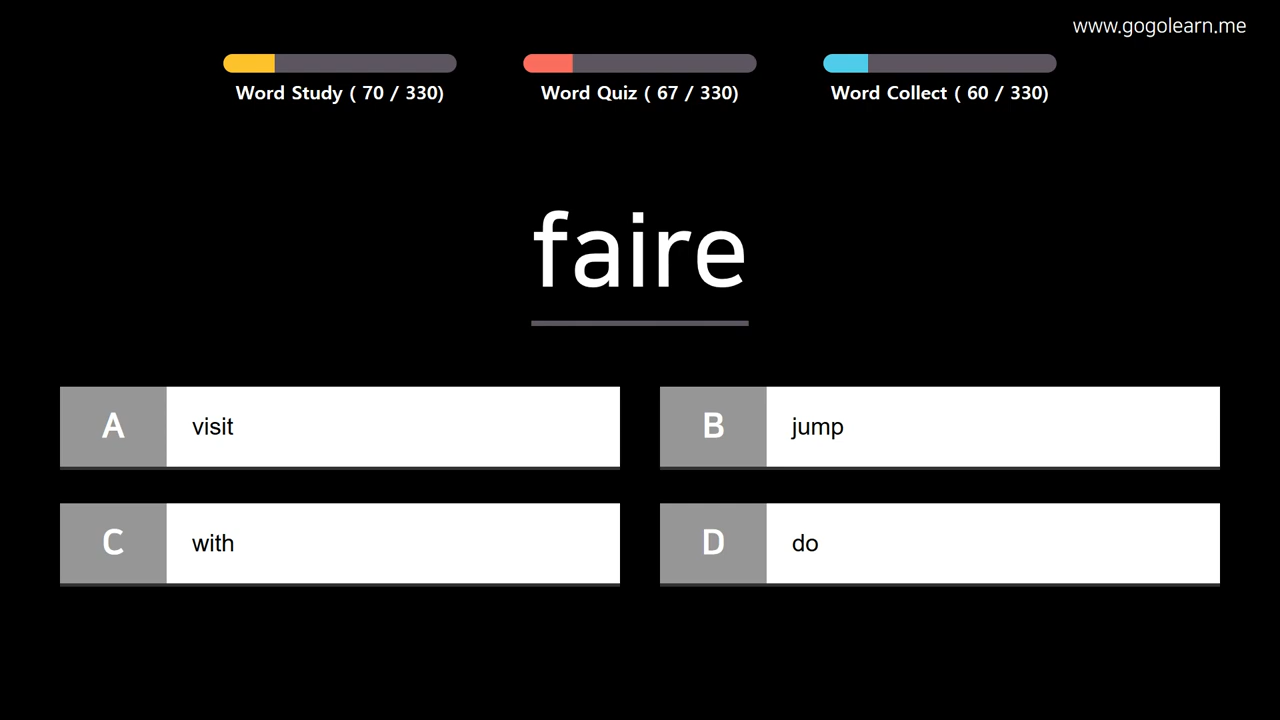 www.gogolearn.me
Word Study ( 70 / 330)
Word Quiz ( 67 / 330)
Word Collect ( 60 / 330)
faire
A visit
B jump
C with
D do